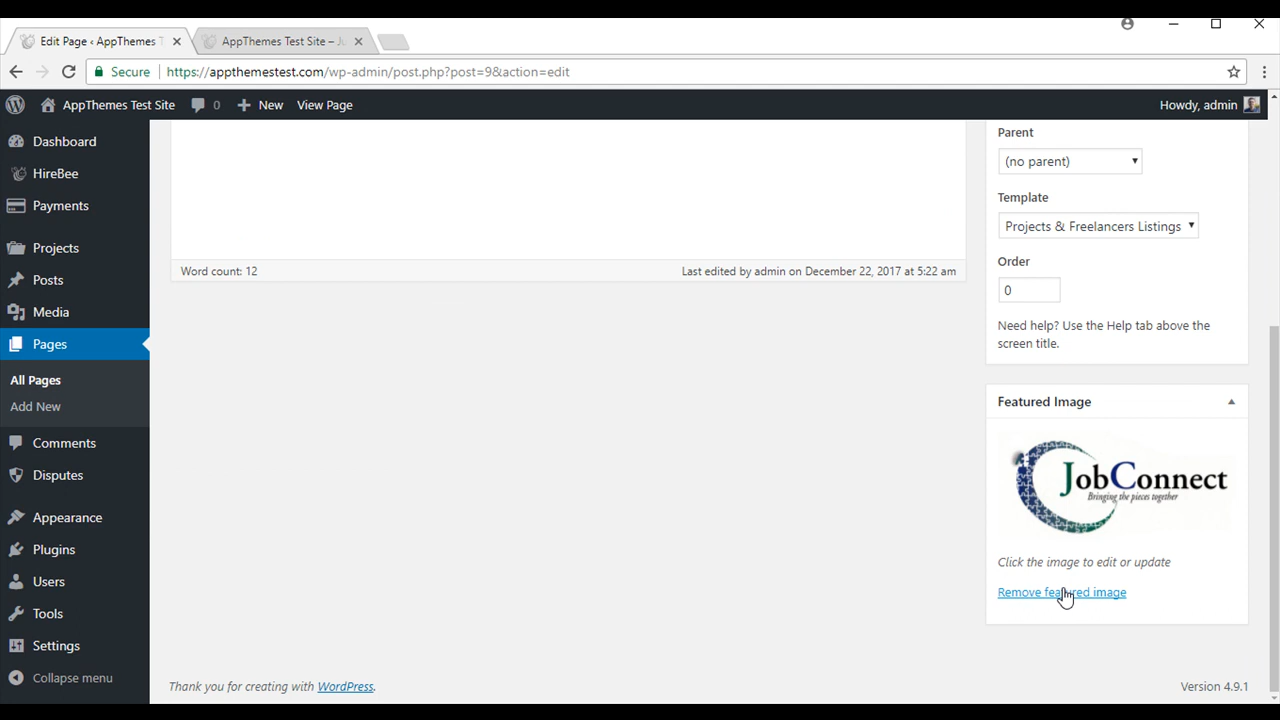 Edit Page ‹ AppThemes T
AppThemes Test Site – Ju
Secure
https://appthemestest.com/wp-admin/post.php?post=9&action=edit
AppThemes Test Site
0
New
View Page
Howdy, admin
Dashboard
HireBee
Payments
Projects
Posts
Media
Pages
All Pages
Add New
Comments
Disputes
Appearance
Plugins
Users
Tools
Settings
Collapse menu
Word count: 12
Last edited by admin on December 22, 2017 at 5:22 am
Parent
(no parent)
Template
Projects & Freelancers Listings
Order
0
Need help? Use the Help tab above the
screen title.
Featured Image
JobConnect
Bringing the pieces together
Click the image to edit or update
Remove featured image
Thank you for creating with WordPress.
Version 4.9.1